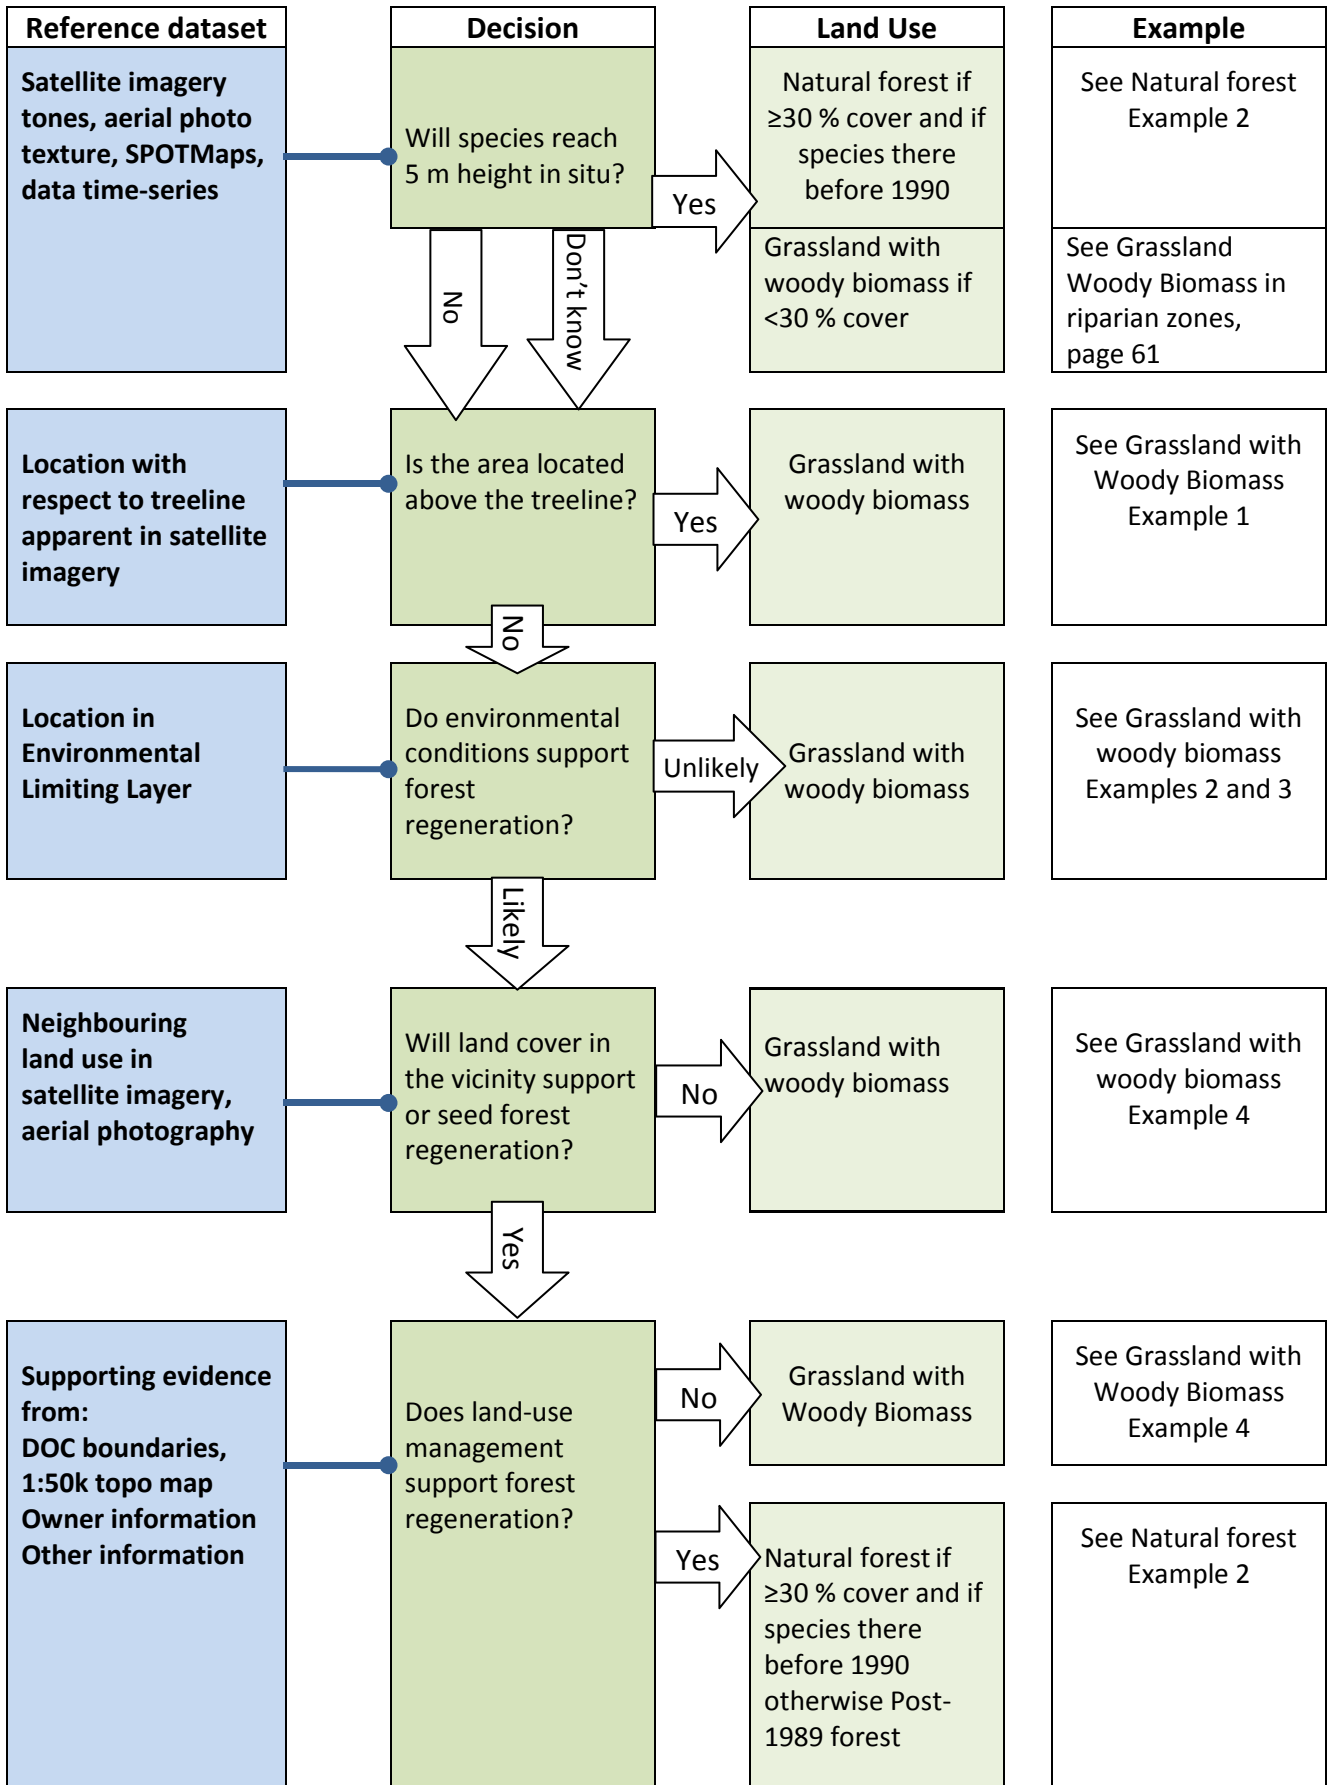 Reference dataset
Decision
Land Use
Example
Satellite imagery
tones, aerial photo
texture, SPOTMaps,
data time-series
Will species reach
5 m height in situ?
Yes
Natural forest if
≥30 % cover and if
species there
before 1990
See Natural forest
Example 2
Grassland with
woody biomass if
<30 % cover
See Grassland
Woody Biomass in
riparian zones,
page 61
No
Don't know
Location with
respect to treeline
apparent in satellite
imagery
Is the area located
above the treeline?
Yes
Grassland with
woody biomass
See Grassland with
Woody Biomass
Example 1
No
Location in
Environmental
Limiting Layer
Do environmental
conditions support
forest
regeneration?
Unlikely
Grassland with
woody biomass
See Grassland with
woody biomass
Examples 2 and 3
Likely
Neighbouring
land use in
satellite imagery,
aerial photography
Will land cover in
the vicinity support
or seed forest
regeneration?
No
Grassland with
woody biomass
See Grassland with
woody biomass
Example 4
Yes
Supporting evidence
from:
DOC boundaries,
1:50k topo map
Owner information
Other information
Does land-use
management
support forest
regeneration?
No
Grassland with
Woody Biomass
See Grassland with
Woody Biomass
Example 4
Yes
Natural forest if
≥30 % cover and if
species there
before 1990
otherwise Post-
1989 forest
See Natural forest
Example 2